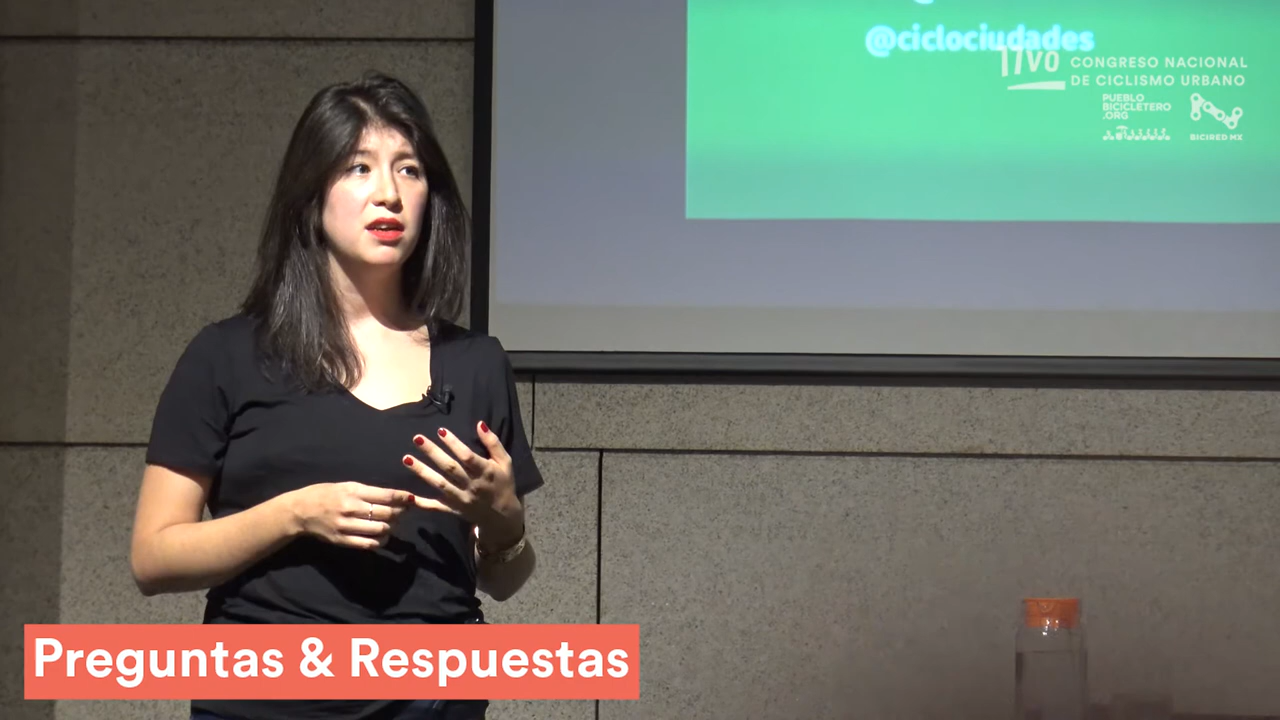 @ciclociudades
11vo
CONGRESO NACIONAL
DE CICLISMO URBANO
PUEBLO
BICICLETERO
.ORG
BICIRED MX
Preguntas & Respuestas